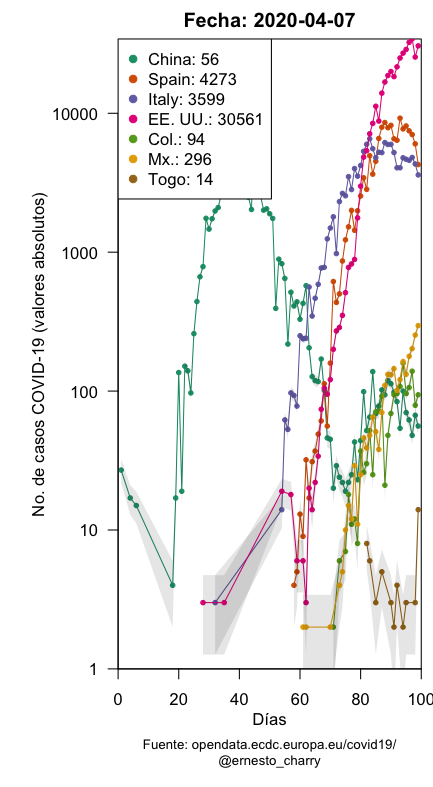 Fecha: 2020-04-07
China: 56
Spain: 4273
Italy: 3599
EE. UU.: 30561
Col.: 94
Mx.: 296
Togo: 14
No. de casos COVID-19 (valores absolutos)
10000
1000
100
10
1
0 20 40 60 80 100
Días
Fuente: opendata.ecdc.europa.eu/covid19/
@ernesto_charry